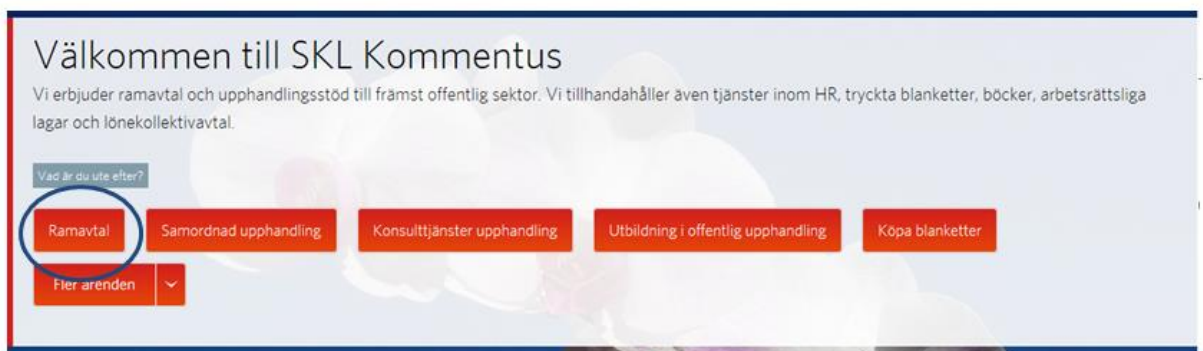 Välkommen till SKL Kommentus
Vi erbjuder ramavtal och upphandlingsstöd till främst offentlig sektor. Vi tillhandahåller även tjänster inom HR, tryckta blanketter, böcker, arbetsrättsliga
lagar och lönekollektivavtal.
Vad är du ute efter?
Ramavtal Samordnad upphandling Konsulttjänster upphandling Utbildning i offentlig upphandling Köpa blanketter
Fler ärenden